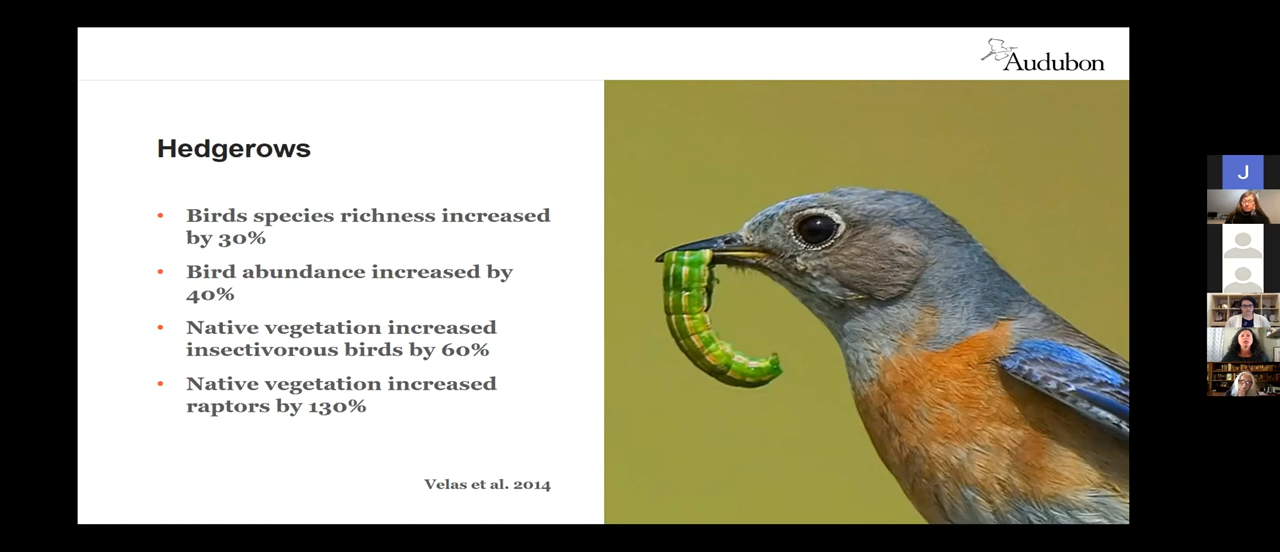 Audubon
Hedgerows
• Birds species richness increased
by 30%
• Bird abundance increased by
40%
• Native vegetation increased
insectivorous birds by 60%
• Native vegetation increased
raptors by 130%
Velas et al. 2014
J